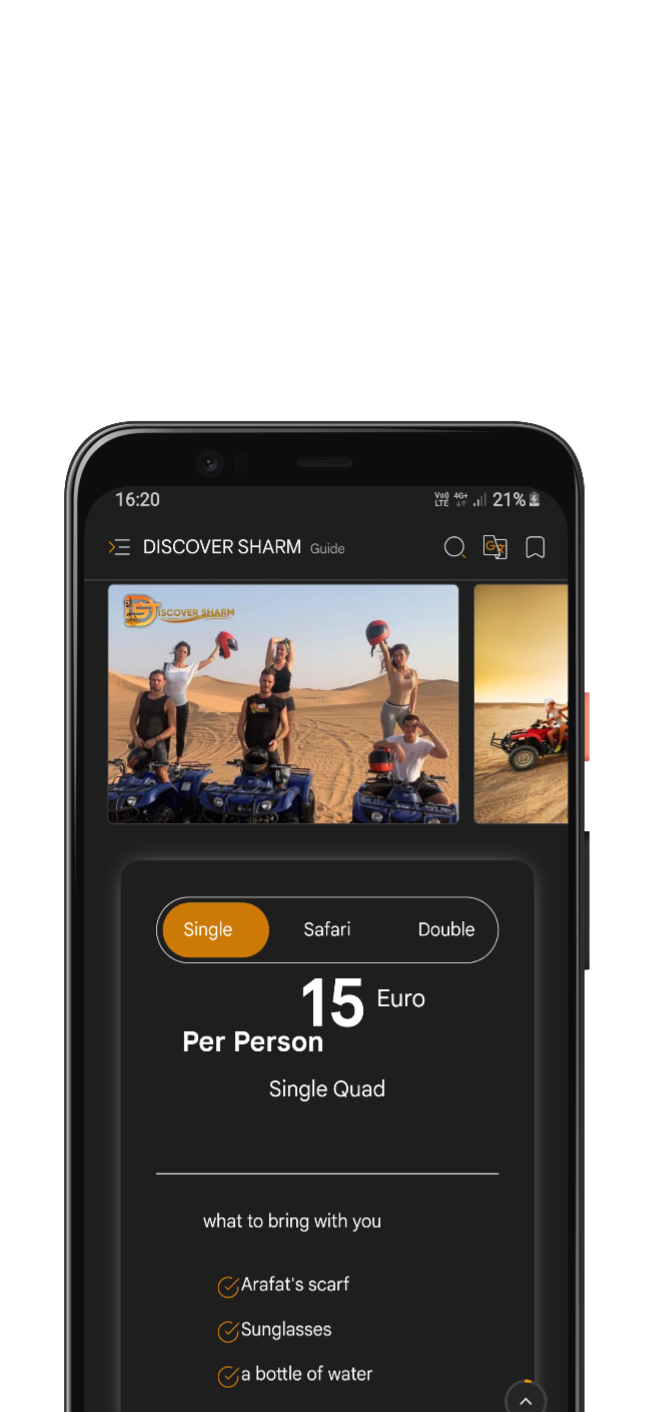 16:20
Vo)) 4G+ 21%
LTE
DISCOVER SHARM Guide
DISCOVER SHARM
Single Safari Double
15 Euro
Per Person
Single Quad
what to bring with you
Arafat's scarf
Sunglasses
a bottle of water